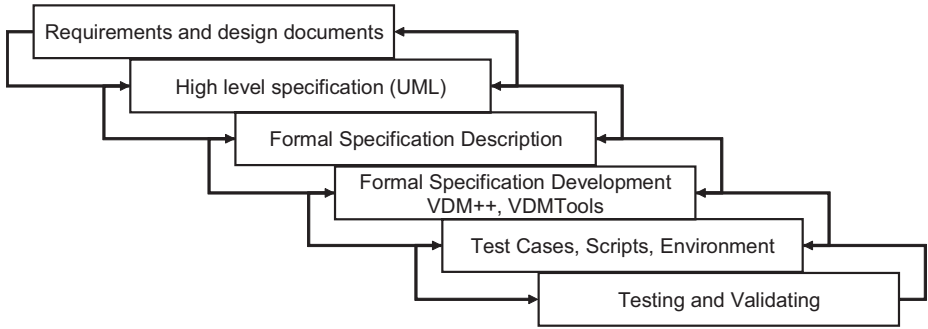 Requirements and design documents
High level specification (UML)
Formal Specification Description
Formal Specification Development
VDM++, VDMTools
Test Cases, Scripts, Environment
Testing and Validating